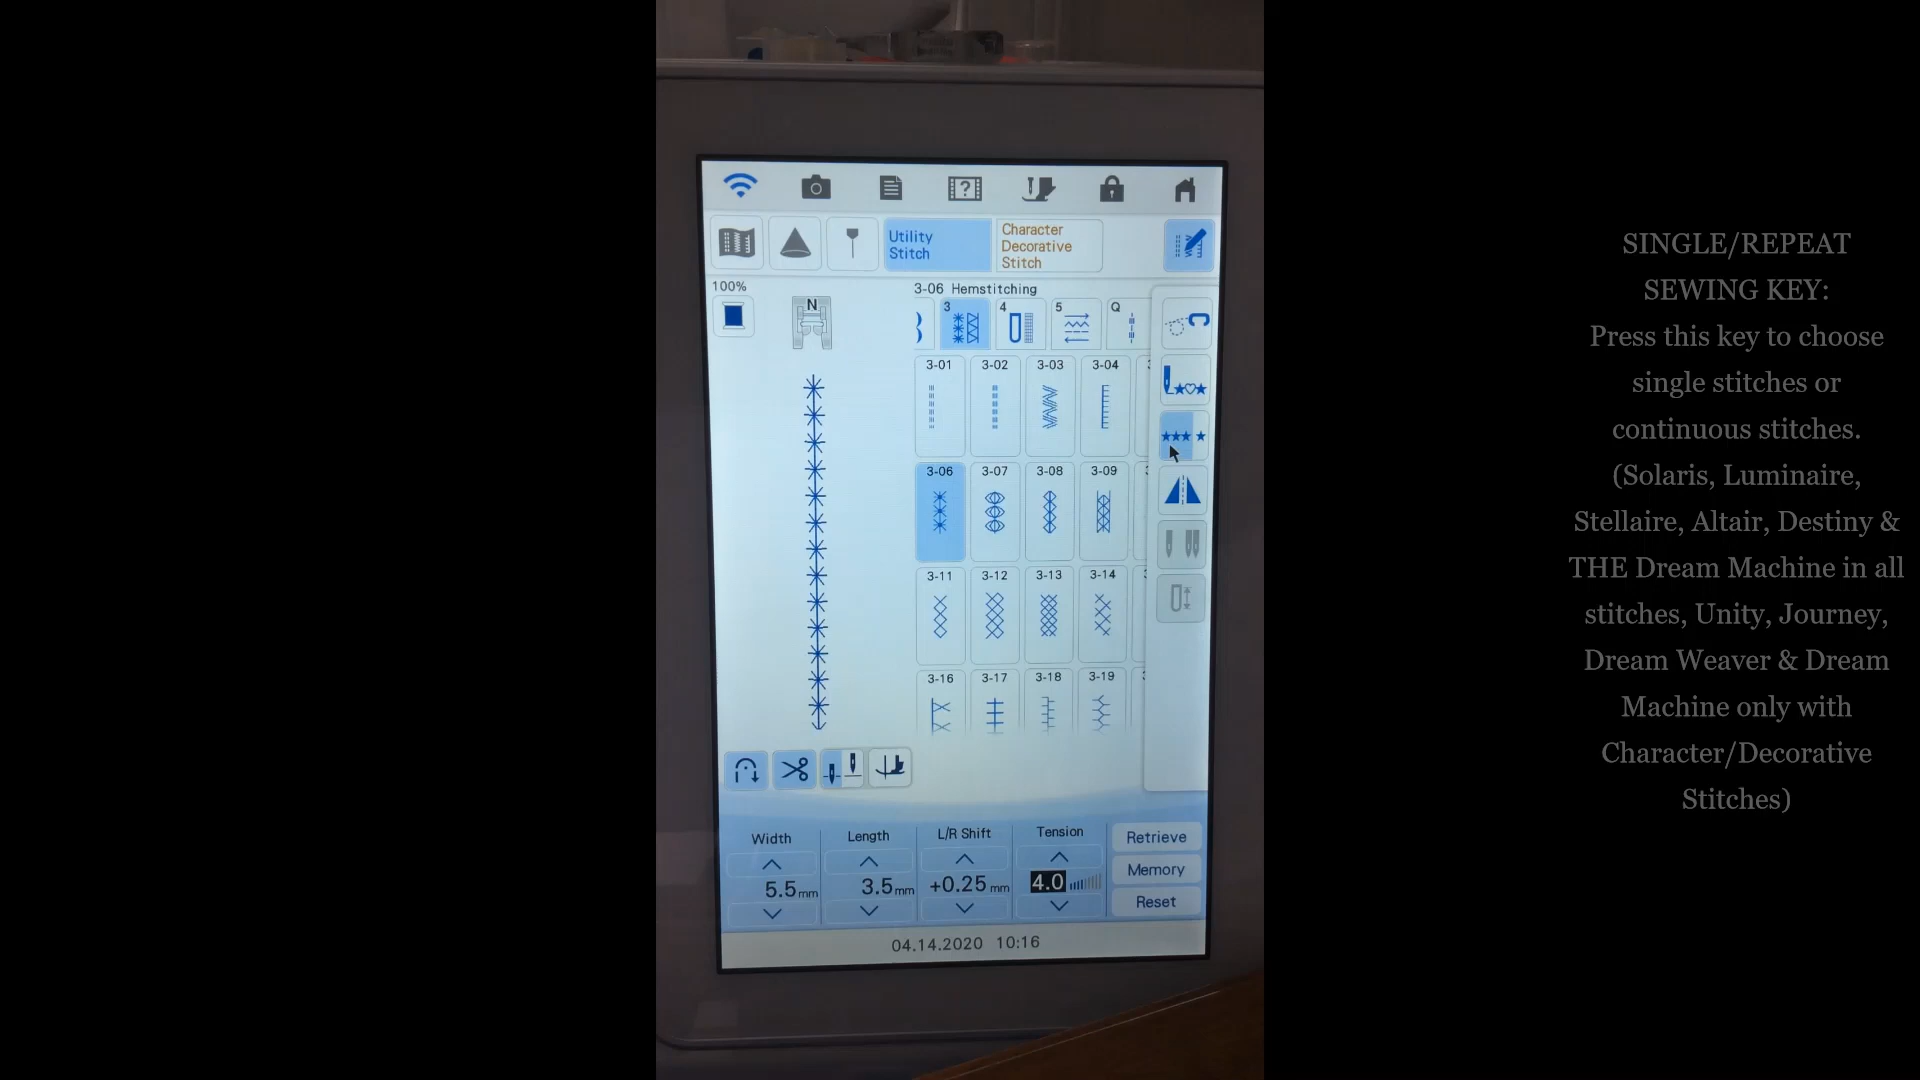 Utility
Stitch
Character
Decorative
Stitch
100%
N
3-06 Hemstitching
3
4
5
Q
3-01
3-02
3-03
3-04
3-06
3-07
3-08
3-09
3-11
3-12
3-13
3-14
3-16
3-17
3-18
3-19
Width
Length
L/R Shift
Tension
5.5mm
3.5mm
+0.25 mm
4.0
Retrieve
Memory
Reset
04.14.2020 10:16
SINGLE/REPEAT
SEWING KEY:
Press this key to choose
single stitches or
continuous stitches.
(Solaris, Luminaire,
Stellaire, Altair, Destiny &
THE Dream Machine in all
stitches, Unity, Journey,
Dream Weaver & Dream
Machine only with
Character/Decorative
Stitches)